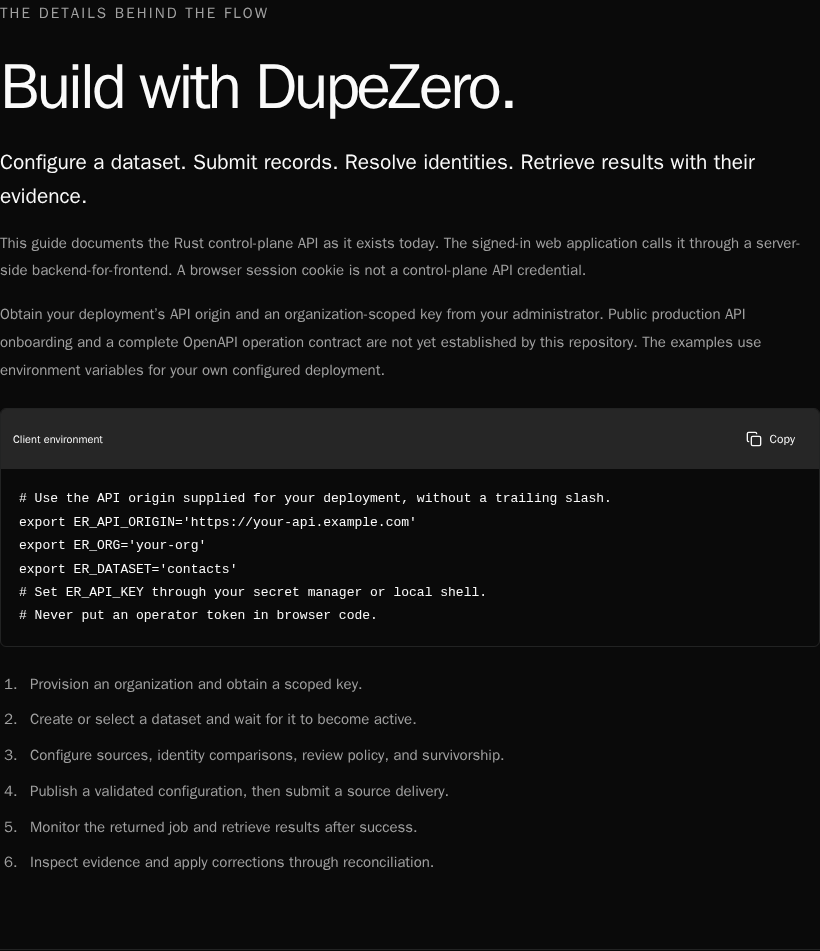 THE DETAILS BEHIND THE FLOW
Build with DupeZero.
Configure a dataset. Submit records. Resolve identities. Retrieve results with their
evidence.
This guide documents the Rust control-plane API as it exists today. The signed-in web application calls it through a server-
side backend-for-frontend. A browser session cookie is not a control-plane API credential.
Obtain your deployment’s API origin and an organization-scoped key from your administrator. Public production API
onboarding and a complete OpenAPI operation contract are not yet established by this repository. The examples use
environment variables for your own configured deployment.
Client environment
Copy
# Use the API origin supplied for your deployment, without a trailing slash.
export ER_API_ORIGIN='https://your-api.example.com'
export ER_ORG='your-org'
export ER_DATASET='contacts'
# Set ER_API_KEY through your secret manager or local shell.
# Never put an operator token in browser code.
1. Provision an organization and obtain a scoped key.
2. Create or select a dataset and wait for it to become active.
3. Configure sources, identity comparisons, review policy, and survivorship.
4. Publish a validated configuration, then submit a source delivery.
5. Monitor the returned job and retrieve results after success.
6. Inspect evidence and apply corrections through reconciliation.